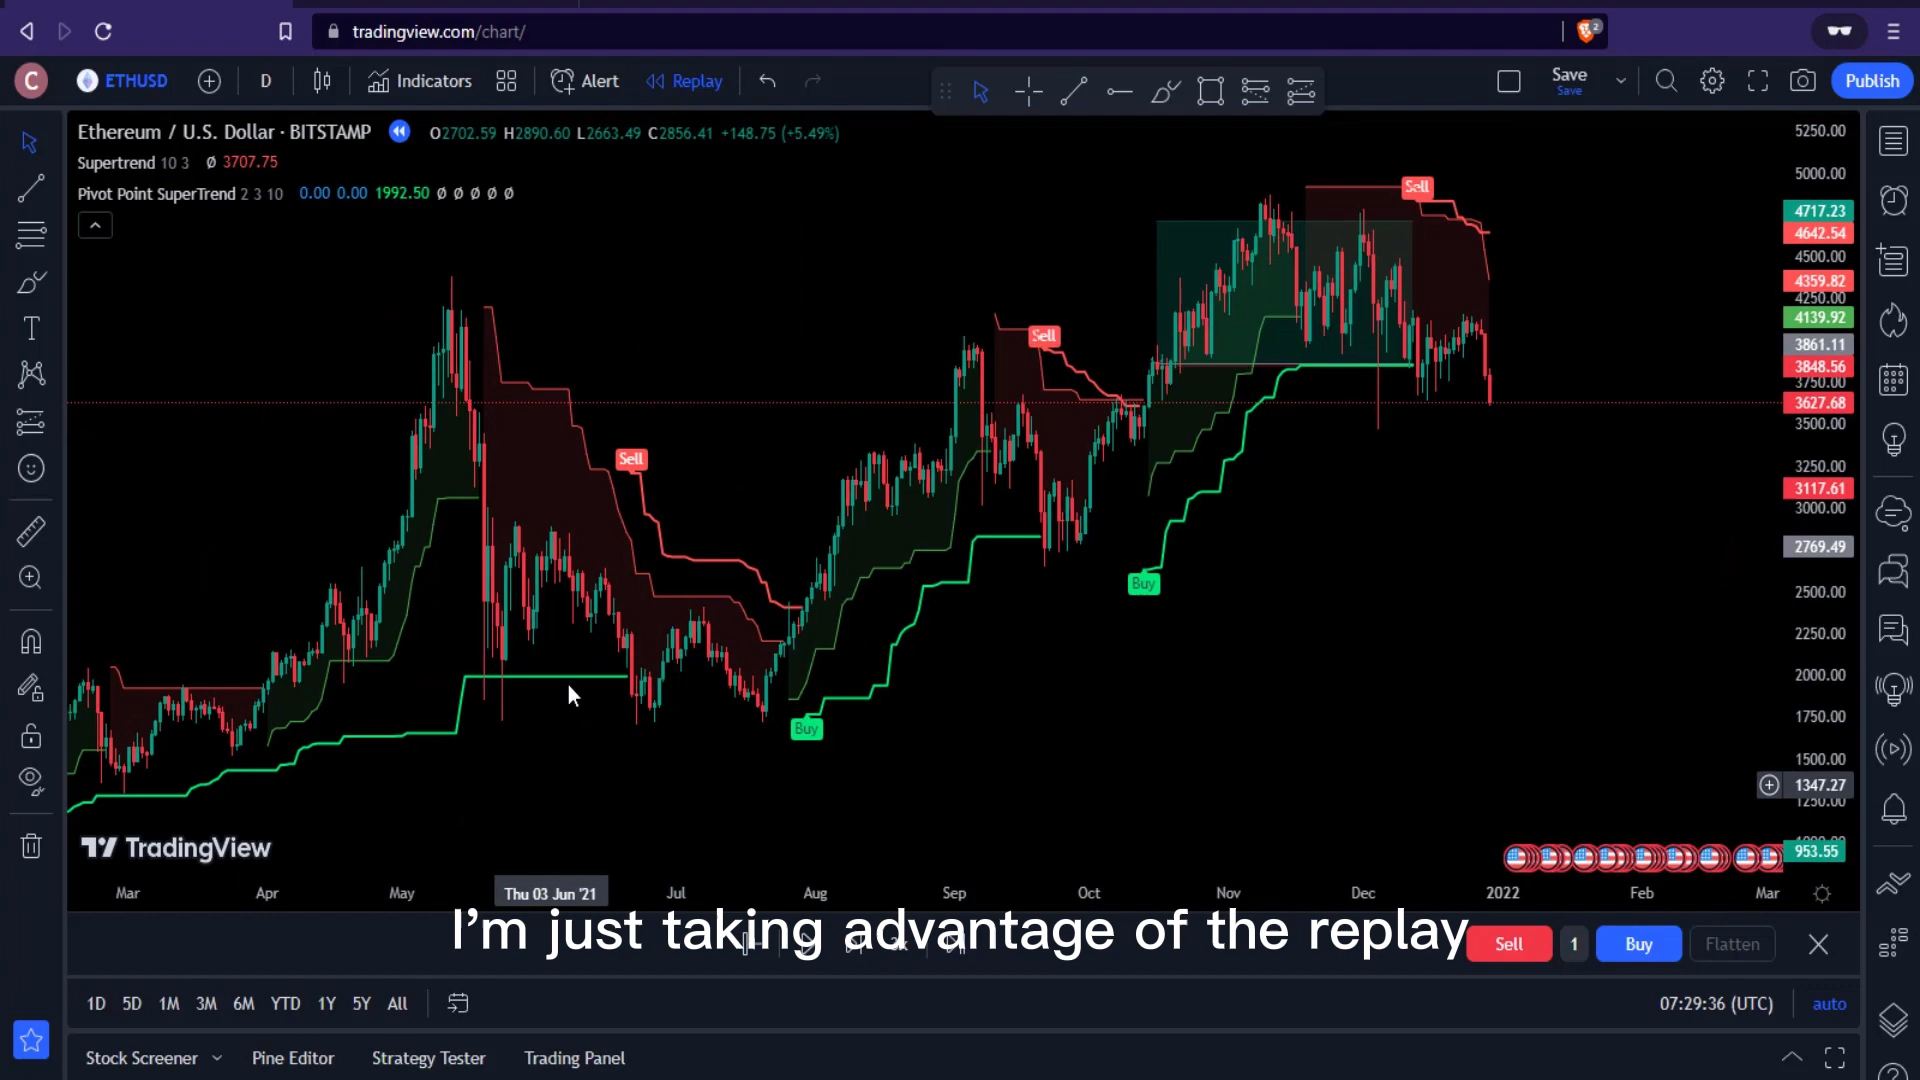 tradingview.com/chart/
2
C
ETHUSD
D
Indicators
Alert
Replay
Save
Save
Publish
Ethereum / U.S. Dollar · BITSTAMP
O2702.59 H2890.60 L2663.49 C2856.41 +148.75 (+5.49%)
Supertrend 10 3 Ø 3707.75
Pivot Point SuperTrend 2 3 10 0.00 0.00 1992.50 Ø Ø Ø Ø Ø
5250.00
5000.00
Sell
4717.23
4642.54
4500.00
4359.82
4250.00
4139.92
Sell
3861.11
3848.56
3750.00
3627.68
3500.00
Sell
3250.00
3117.61
3000.00
2769.49
Buy
2500.00
2250.00
2000.00
1750.00
Buy
1500.00
1347.27
1250.00
TradingView
953.55
Mar Apr May Thu 03 Jun '21 Jul Aug Sep Oct Nov Dec 2022 Feb Mar
I'm just taking advantage of the replay
Sell 1 Buy Flatten
1D 5D 1M 3M 6M YTD 1Y 5Y All
07:29:36 (UTC) auto
Stock Screener Pine Editor Strategy Tester Trading Panel